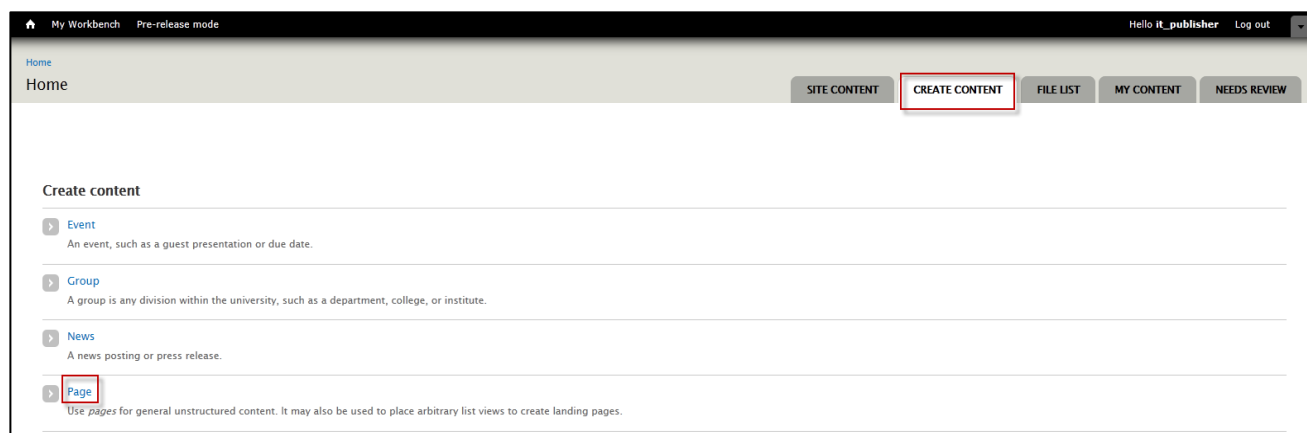 My Workbench Pre-release mode Hello it_publisher Log out
Home
Home
SITE CONTENT CREATE CONTENT FILE LIST MY CONTENT NEEDS REVIEW
Create content
Event
An event, such as a guest presentation or due date.
Group
A group is any division within the university, such as a department, college, or institute.
News
A news posting or press release.
Page
Use pages for general unstructured content. It may also be used to place arbitrary list views to create landing pages.